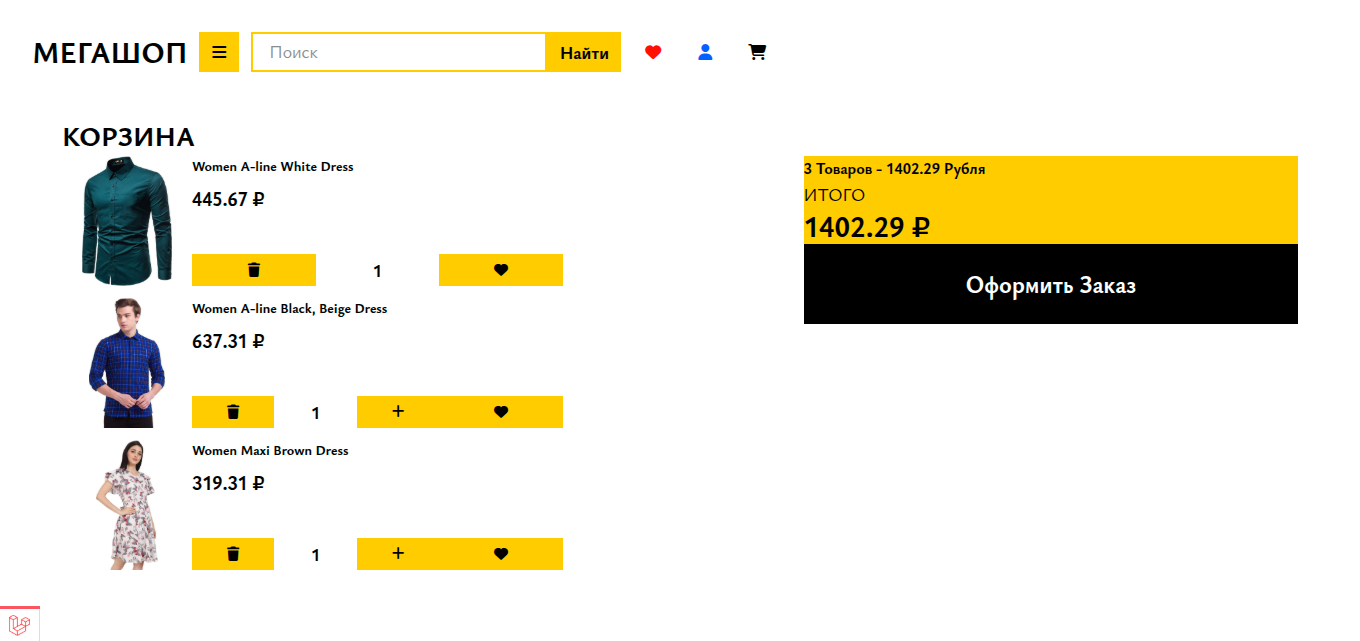 МЕГАШОП
Поиск
Найти
КОРЗИНА
Women A-line White Dress
445.67 ₽
1
Women A-line Black, Beige Dress
637.31 ₽
1 +
Women Maxi Brown Dress
319.31 ₽
1 +
3 Товаров - 1402.29 Рубля
ИТОГО
1402.29 ₽
Оформить Заказ